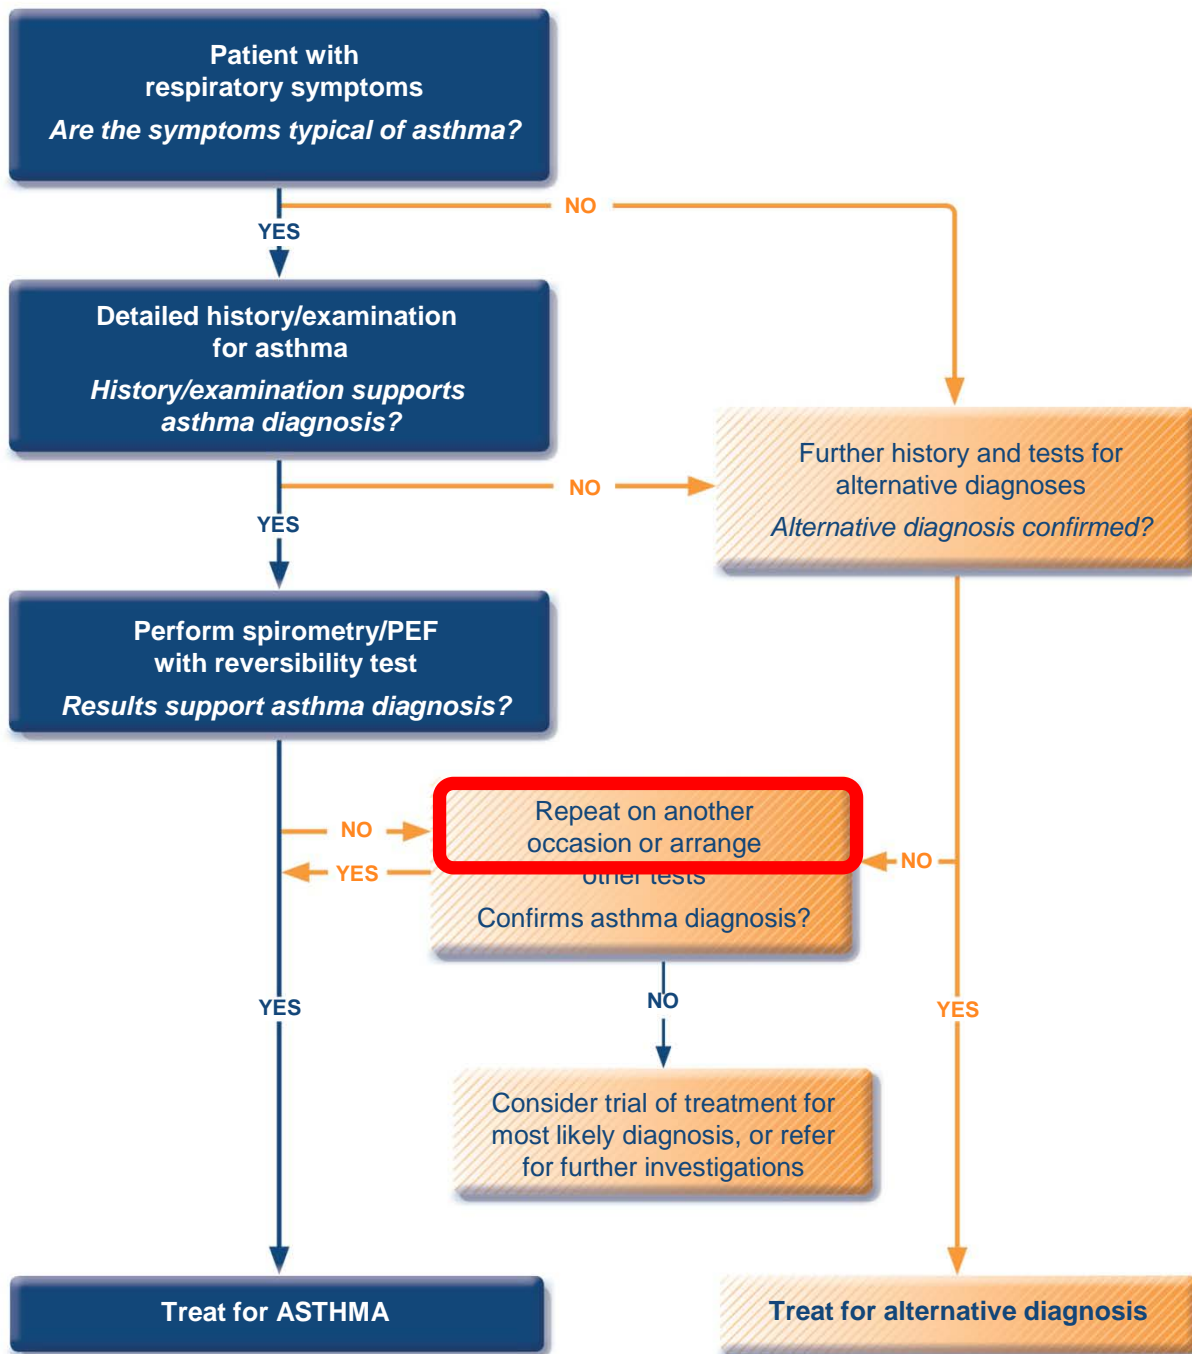 Patient with
respiratory symptoms
Are the symptoms typical of asthma?
NO
YES
Detailed history/examination
for asthma
History/examination supports
asthma diagnosis?
Further history and tests for
alternative diagnoses
Alternative diagnosis confirmed?
NO
YES
Perform spirometry/PEF
with reversibility test
Results support asthma diagnosis?
Repeat on another
occasion or arrange
other tests
Confirms asthma diagnosis?
NO
YES
NO
YES
NO
YES
Consider trial of treatment for
most likely diagnosis, or refer
for further investigations
Treat for ASTHMA
Treat for alternative diagnosis